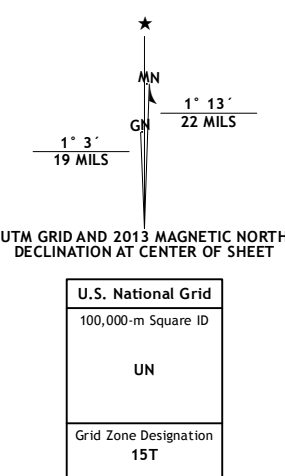 ★
MN
1° 13´
22 MILS
GN
1° 3´
19 MILS
UTM GRID AND 2013 MAGNETIC NORTH
DECLINATION AT CENTER OF SHEET
U.S. National Grid
100,000-m Square ID
UN
Grid Zone Designation
15T